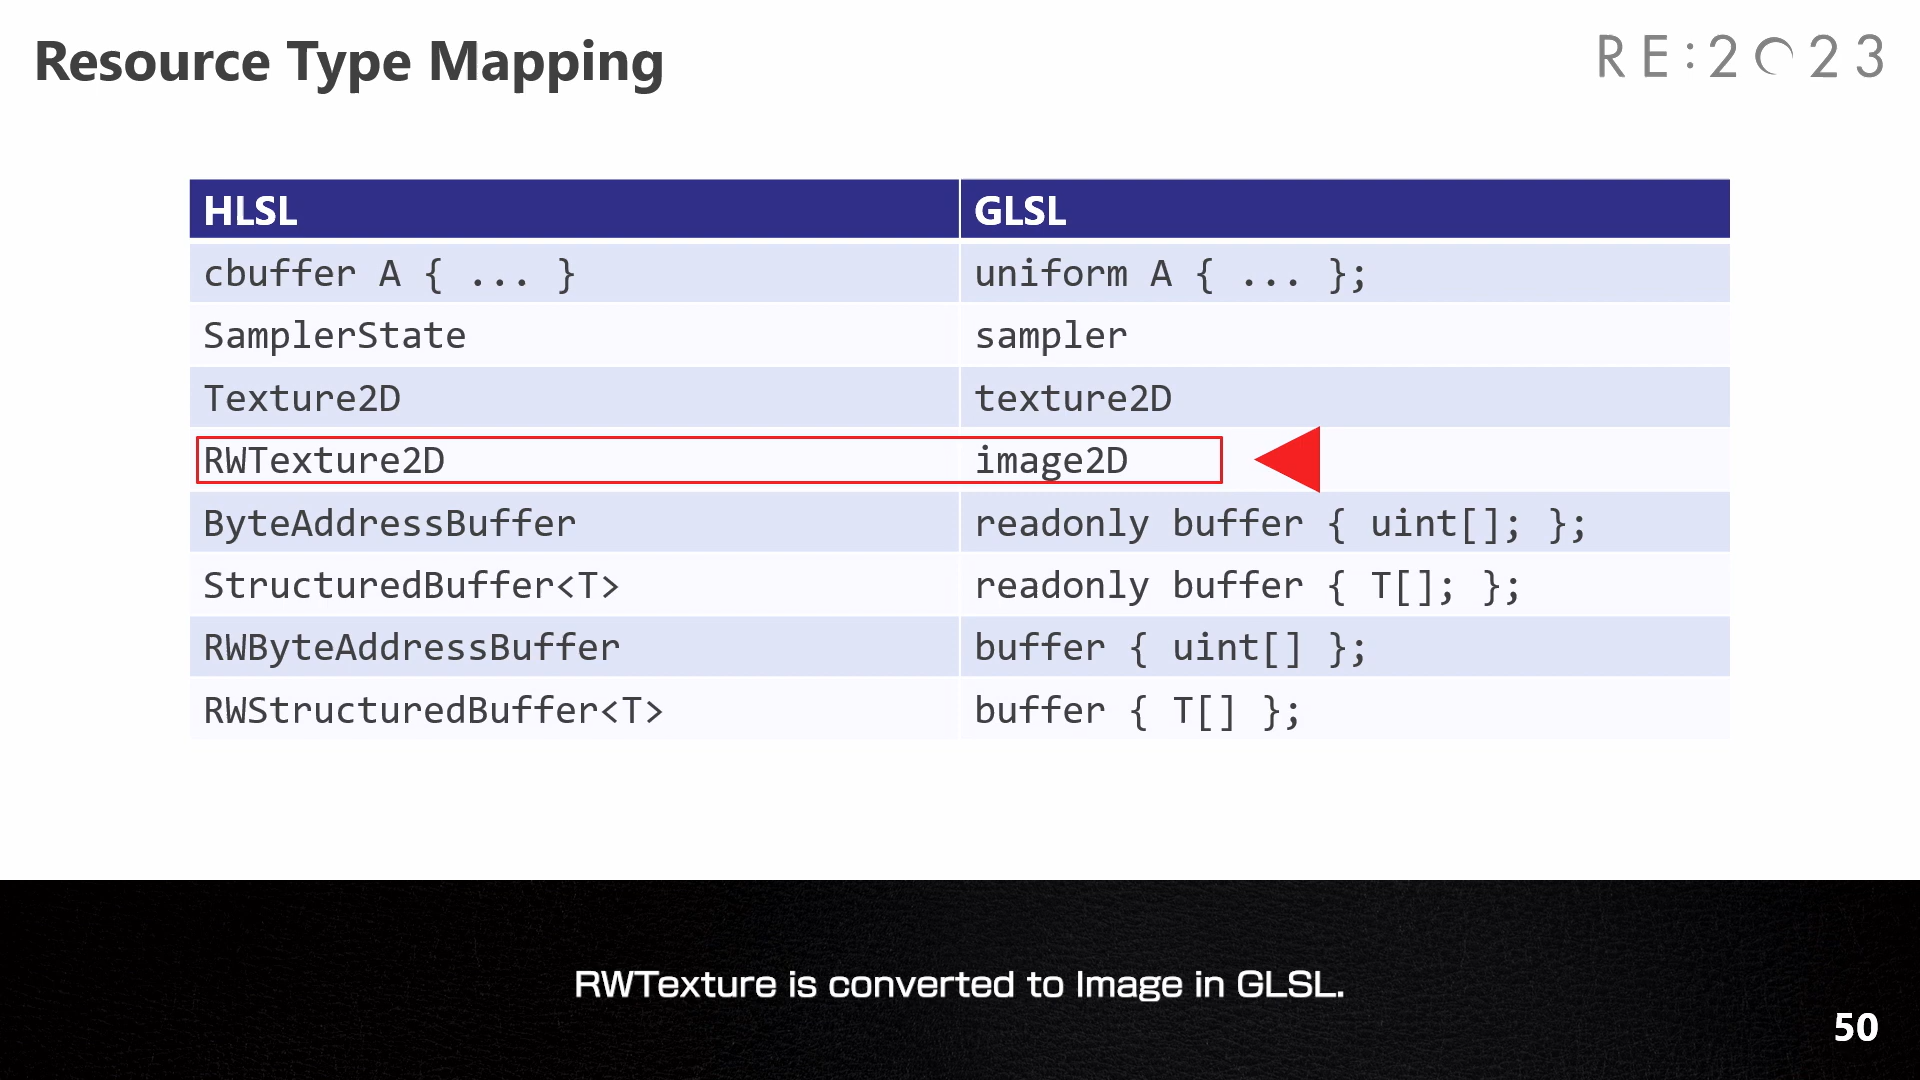 Resource Type Mapping
RE:2023
HLSL GLSL
cbuffer A { ... } uniform A { ... };
SamplerState sampler
Texture2D texture2D
RWTexture2D image2D
ByteAddressBuffer readonly buffer { uint[]; };
StructuredBuffer<T> readonly buffer { T[]; };
RWByteAddressBuffer buffer { uint[] };
RWStructuredBuffer<T> buffer { T[] };
RWTexture is converted to Image in GLSL.
50